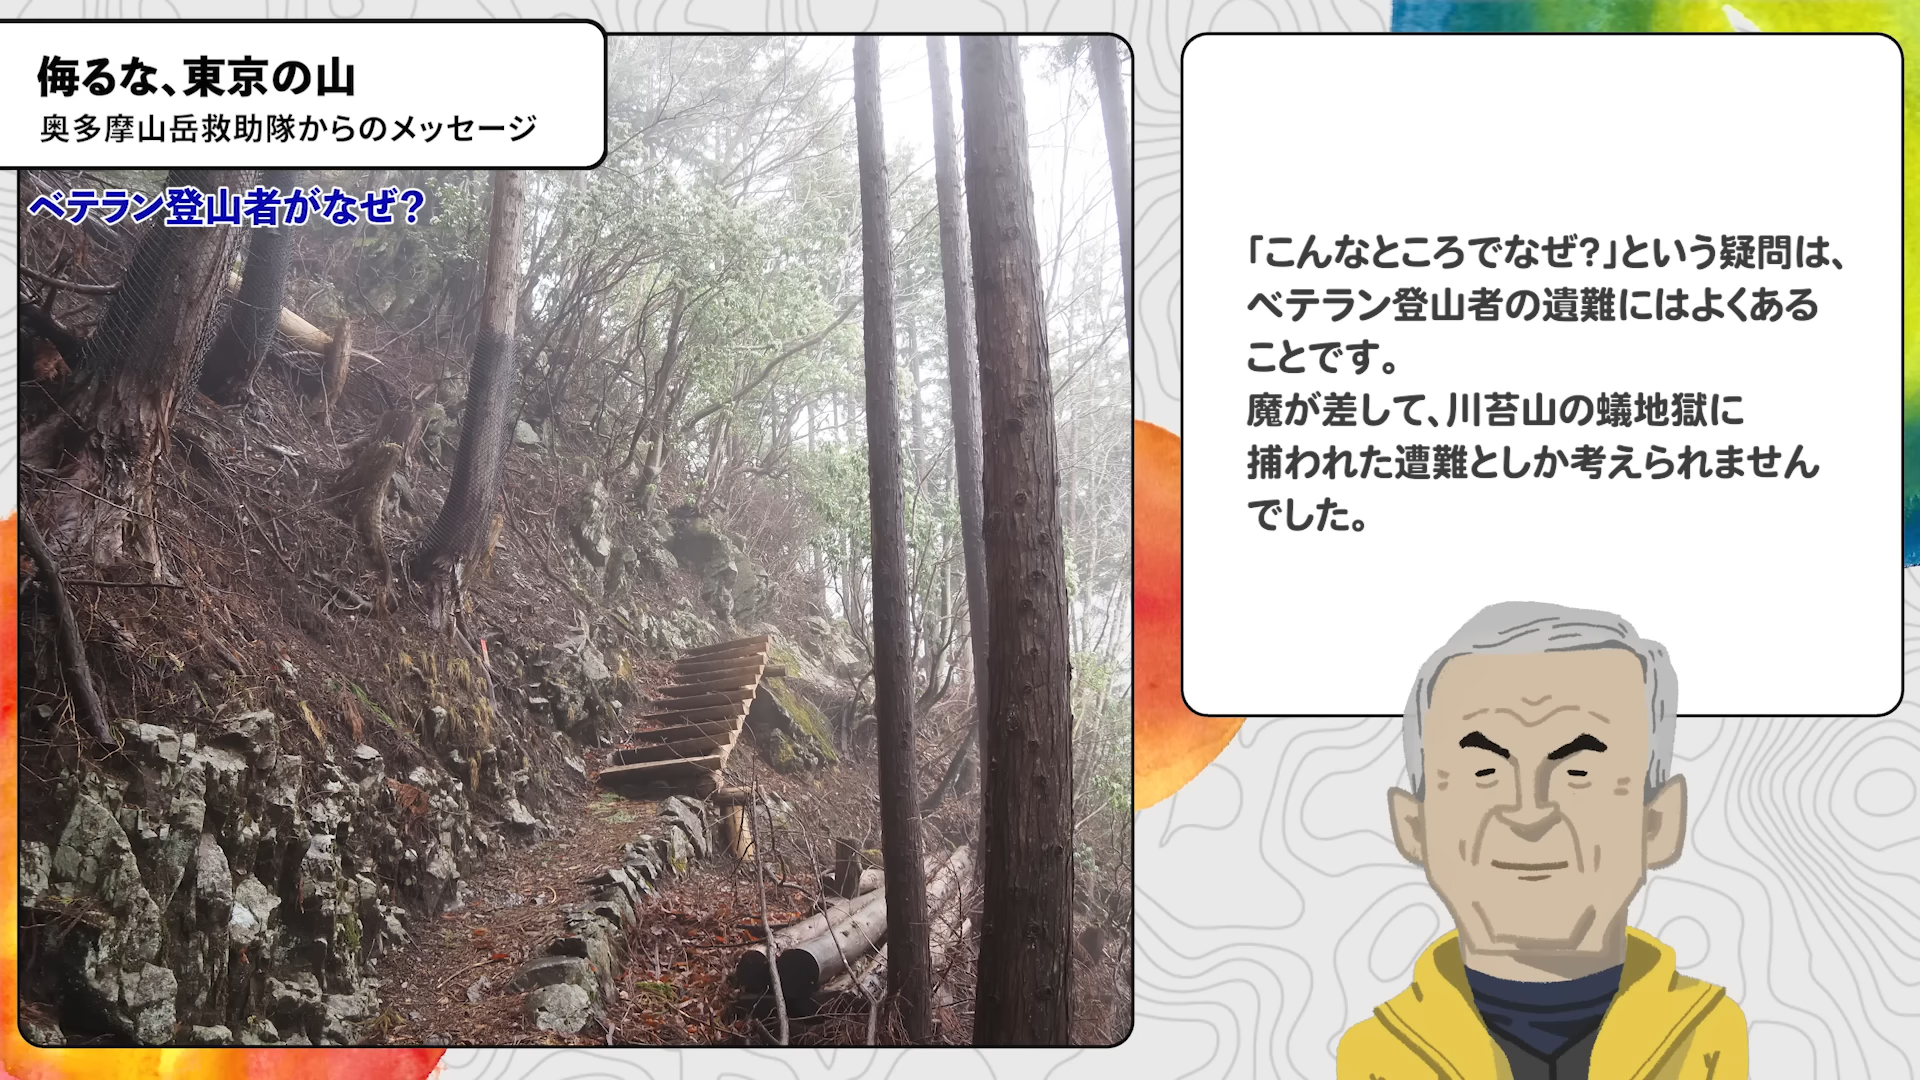 侮るな、東京の山
奥多摩山岳救助隊からのメッセージ
ベテラン登山者がなぜ？
「こんなところでなぜ？」という疑問は、
ベテラン登山者の遺難にはよくある
ことです。
魔が差して、川苔山の蟻地獄に
捕われた遭難としか考えられません
でした。